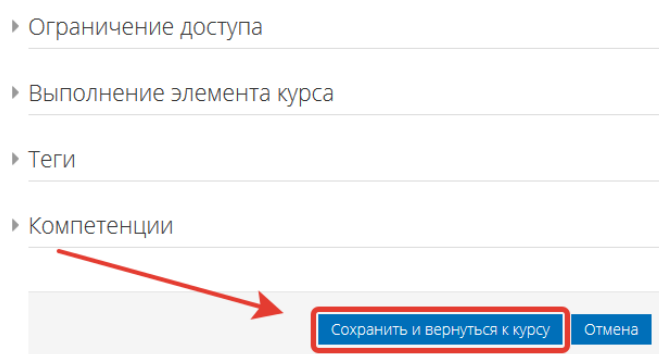 Ограничение доступа
Выполнение элемента курса
Теги
Компетенции
Сохранить и вернуться к курсу Отмена